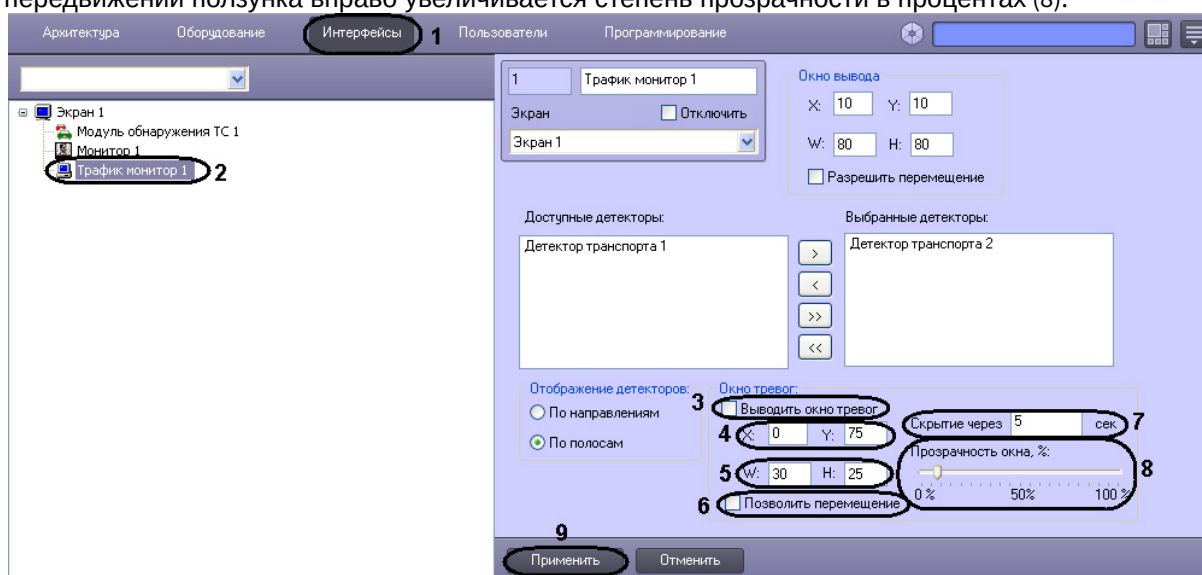 передвижении ползунка вправо увеличивается степень прозрачности в процентах (8).
Архитектура Оборудование Интерфейсы 1 Пользователи Программирование
1 Трафик монитор 1
Экран Отключить
Экран 1
Окно вывода
X: 10 Y: 10
W: 80 H: 80
Разрешить перемещение
Экран 1
Модуль обнаружения ТС 1
Монитор 1
Трафик монитор 1 2
Доступные детекторы: Выбранные детекторы:
Детектор транспорта 1 > Детектор транспорта 2
<
>>
<<
Отображение детекторов:
По направлениям
По полосам
Окно тревог:
3 Выводить окно тревог
4 X: 0 Y: 75
5 W: 30 H: 25
6 Позволить перемещение
Скрытие через 5 сек 7
Прозрачность окна, %:
8
0 % 50% 100 %
9
Применить Отменить